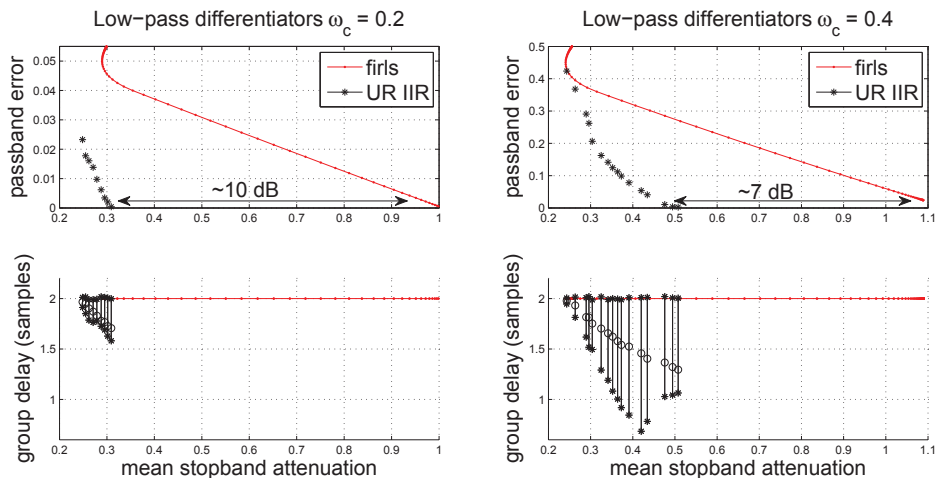 Low-pass differentiators ω_c = 0.2
passband error
0.05
0.04
0.03
0.02
0.01
0
0.2 0.3 0.4 0.5 0.6 0.7 0.8 0.9 1
firls
UR IIR
~10 dB
Low-pass differentiators ω_c = 0.4
passband error
0.5
0.4
0.3
0.2
0.1
0
0.2 0.3 0.4 0.5 0.6 0.7 0.8 0.9 1 1.1
firls
UR IIR
~7 dB
group delay (samples)
2
1.5
1
0.2 0.3 0.4 0.5 0.6 0.7 0.8 0.9 1
mean stopband attenuation
group delay (samples)
2
1.5
1
0.2 0.3 0.4 0.5 0.6 0.7 0.8 0.9 1 1.1
mean stopband attenuation